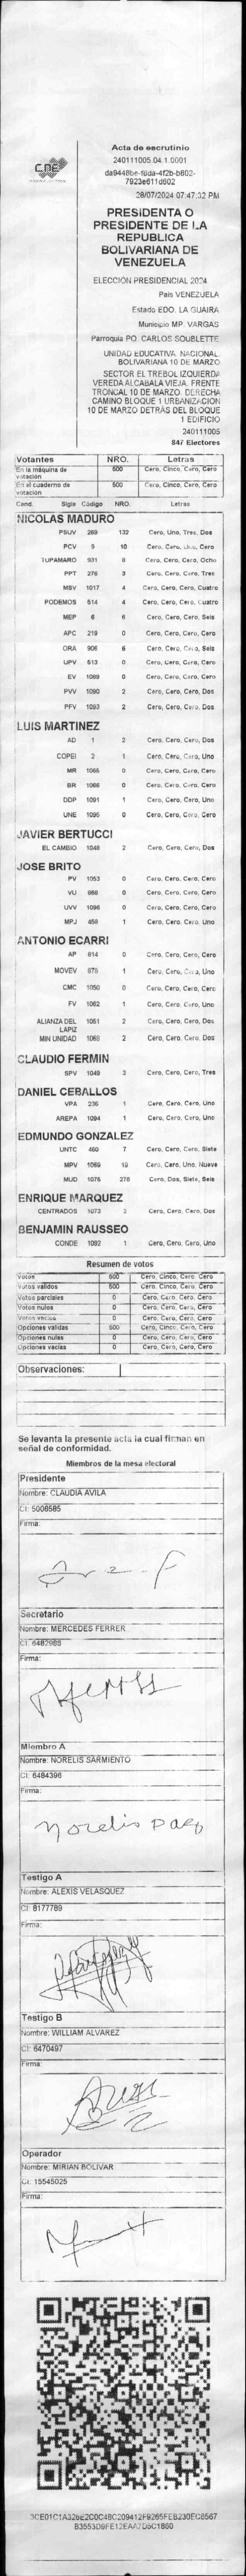 CNE
Acta de escrutinio
240111005.04.1.0001
28/07/2024 07:47:32 PM
PRESIDENTA O
PRESIDENTE DE LA
REPUBLICA
BOLIVARIANA DE
VENEZUELA
ELECCIÓN PRESIDENCIAL 2024
País VENEZUELA
Estado EDO. LA GUAIRA
Municipio MP. VARGAS
Parroquia PQ. CARLOS SOUBLETTE
UNIDAD EDUCATIVA NACIONAL
BOLIVARIANA 10 DE MARZO
SECTOR EL TREBOL IZQUIERDA
VEREDA ALCABALA VIEJA. FRENTE
TRONCAL 10 DE MARZO. DERECHA
CAMINO BLOQUE 1 URBANIZACION
10 DE MARZO DETRÁS DEL BLOQUE
1 EDIFICIO
240111005
847 Electores
Votantes NRO. Letras
En la máquina de votación 500 Cero, Cinco, Cero, Cero
En el cuaderno de votación 500 Cero, Cinco, Cero, Cero
Cand. Sigla Código NRO. Letras
NICOLAS MADURO
PSUV 269 132 Cero, Uno, Tres, Dos
PCV 9 10 Cero, Cero, Uno, Cero
TUPAMARO 931 8 Cero, Cero, Cero, Ocho
PPT 276 3 Cero, Cero, Cero, Tres
MSV 1017 4 Cero, Cero, Cero, Cuatro
PODEMOS 514 4 Cero, Cero, Cero, Cuatro
MEP 6 6 Cero, Cero, Cero, Seis
APC 219 0 Cero, Cero, Cero, Cero
ORA 906 6 Cero, Cero, Cero, Seis
UPV 513 0 Cero, Cero, Cero, Cero
EV 1089 0 Cero, Cero, Cero, Cero
PVV 1090 2 Cero, Cero, Cero, Dos
PFV 1093 2 Cero, Cero, Cero, Dos
LUIS MARTINEZ
AD 1 2 Cero, Cero, Cero, Dos
COPEI 2 1 Cero, Cero, Cero, Uno
MR 1065 0 Cero, Cero, Cero, Cero
BR 1066 0 Cero, Cero, Cero, Cero
DDP 1091 1 Cero, Cero, Cero, Uno
UNE 1095 0 Cero, Cero, Cero, Cero
JAVIER BERTUCCI
EL CAMBIO 1048 2 Cero, Cero, Cero, Dos
JOSE BRITO
PV 1053 0 Cero, Cero, Cero, Cero
VU 868 0 Cero, Cero, Cero, Cero
UVV 1096 0 Cero, Cero, Cero, Cero
MPJ 458 1 Cero, Cero, Cero, Uno
ANTONIO ECARRI
AP 814 0 Cero, Cero, Cero, Cero
MOVEV 878 1 Cero, Cero, Cero, Uno
CMC 1050 0 Cero, Cero, Cero, Cero
FV 1062 1 Cero, Cero, Cero, Uno
ALIANZA DEL LAPIZ 1051 2 Cero, Cero, Cero, Dos
MIN UNIDAD 1068 2 Cero, Cero, Cero, Dos
CLAUDIO FERMIN
SPV 1049 3 Cero, Cero, Cero, Tres
DANIEL CEBALLOS
VPA 236 1 Cero, Cero, Cero, Uno
AREPA 1094 1 Cero, Cero, Cero, Uno
EDMUNDO GONZALEZ
UNTC 460 7 Cero, Cero, Cero, Siete
MPV 1069 19 Cero, Cero, Uno, Nueve
MUD 1076 276 Cero, Dos, Siete, Seis
ENRIQUE MARQUEZ
CENTRADOS 1073 Cero, Cero, Cero, Dos
BENJAMIN RAUSSEO
CONDE 1092 1 Cero, Cero, Cero, Uno
Resumen de votos
Votos 500 Cero, Cinco, Cero, Cero
Votos validos 500 Cero, Cinco, Cero, Cero
Votos parciales 0 Cero, Cero, Cero, Cero
Votos nulos 0 Cero, Cero, Cero, Cero
Votos vacios 0 Cero, Cero, Cero, Cero
Opciones validas 500 Cero, Cinco, Cero, Cero
Opciones nulas 0 Cero, Cero, Cero, Cero
Opciones vacias 0 Cero, Cero, Cero, Cero
Observaciones:
Se levanta la presente acta la cual firman en
señal de conformidad.
Miembros de la mesa electoral
Presidente
Nombre: CLAUDIA AVILA
CI: 5006585
Firma:
Secretario
Nombre: MERCEDES FERRER
CI: 6482988
Firma:
Miembro A
Nombre: NORELIS SARMIENTO
CI: 6484396
Firma:
Norelis
Testigo A
Nombre: ALEXIS VELASQUEZ
CI: 8177789
Firma:
Testigo B
Nombre: WILLIAM ALVAREZ
CI: 6470497
Firma:
Operador
Nombre: MIRIAN BOLIVAR
CI: 15545025
Firma: